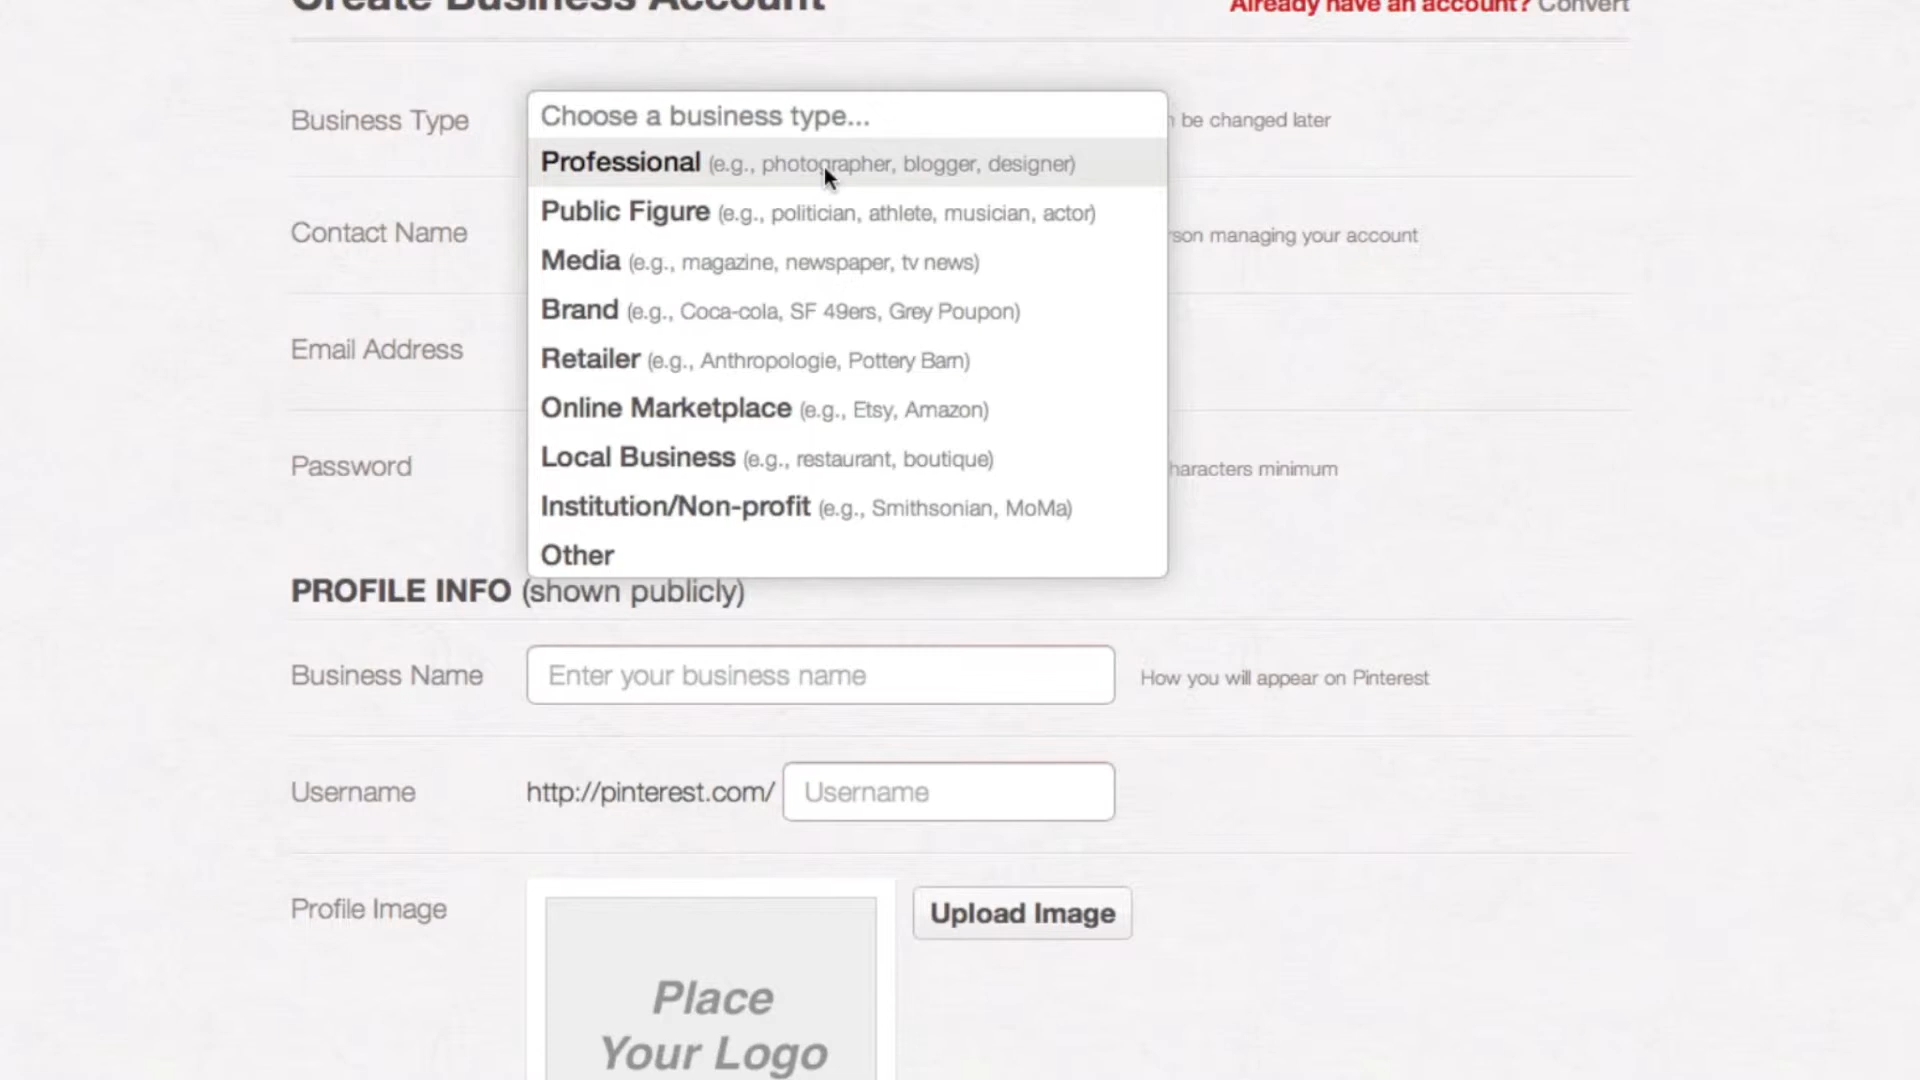 Create Business Account
Already have an account? Convert
Business Type
Choose a business type...
be changed later
Professional (e.g., photographer, blogger, designer)
Public Figure (e.g., politician, athlete, musician, actor)
Contact Name
managing your account
Media (e.g., magazine, newspaper, tv news)
Brand (e.g., Coca-cola, SF 49ers, Grey Poupon)
Email Address
Retailer (e.g., Anthropologie, Pottery Barn)
Online Marketplace (e.g., Etsy, Amazon)
Local Business (e.g., restaurant, boutique)
Password
minimum
Institution/Non-profit (e.g., Smithsonian, MoMa)
Other
PROFILE INFO (shown publicly)
Business Name
Enter your business name
How you will appear on Pinterest
Username
http://pinterest.com/
Username
Profile Image
Upload Image
Place
Your Logo